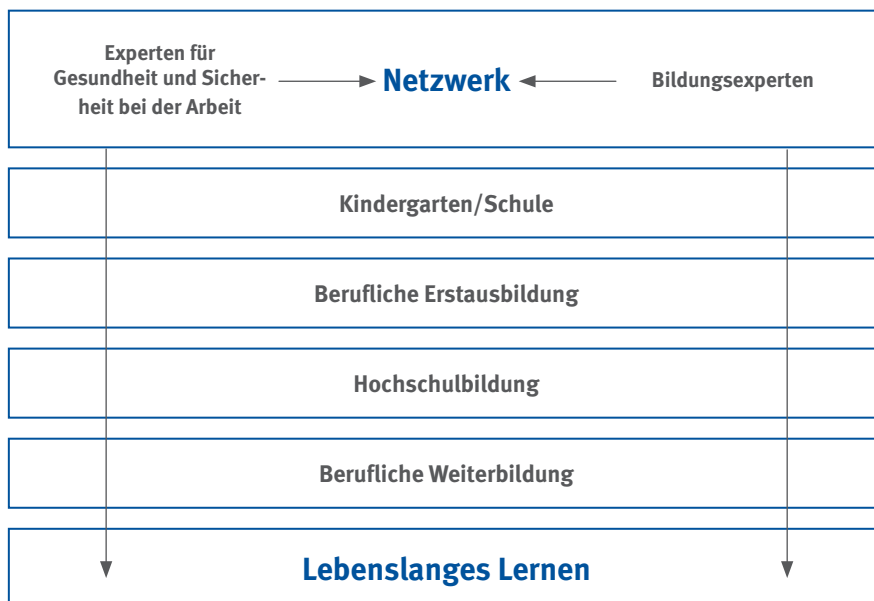 Experten für
Gesundheit und Sicher-
heit bei der Arbeit
Netzwerk
Bildungsexperten
Kindergarten/Schule
Berufliche Erstausbildung
Hochschulbildung
Berufliche Weiterbildung
Lebenslanges Lernen